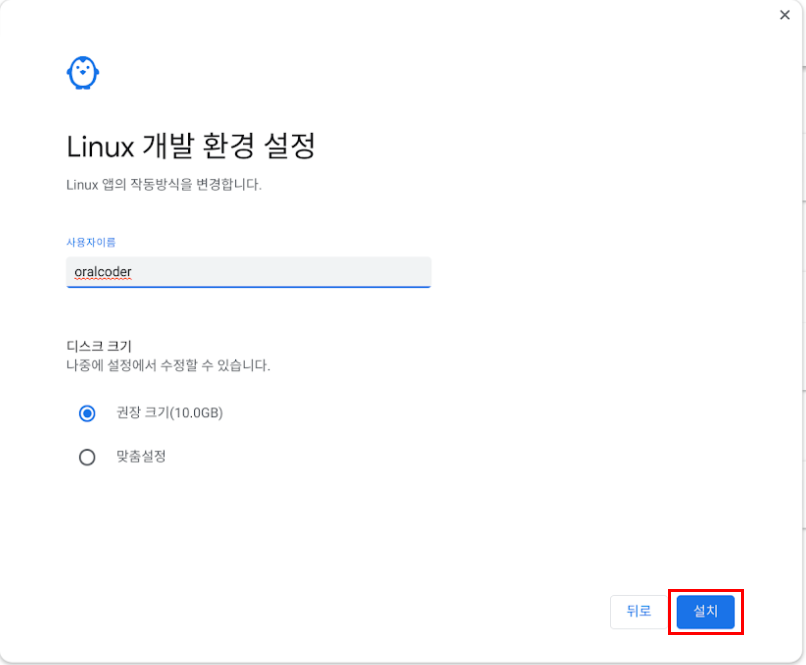 Linux 개발 환경 설정
Linux 앱의 작동방식을 변경합니다.
사용자이름
oralcoder
디스크 크기
나중에 설정에서 수정할 수 있습니다.
권장 크기(10.0GB)
맞춤설정
뒤로
설치